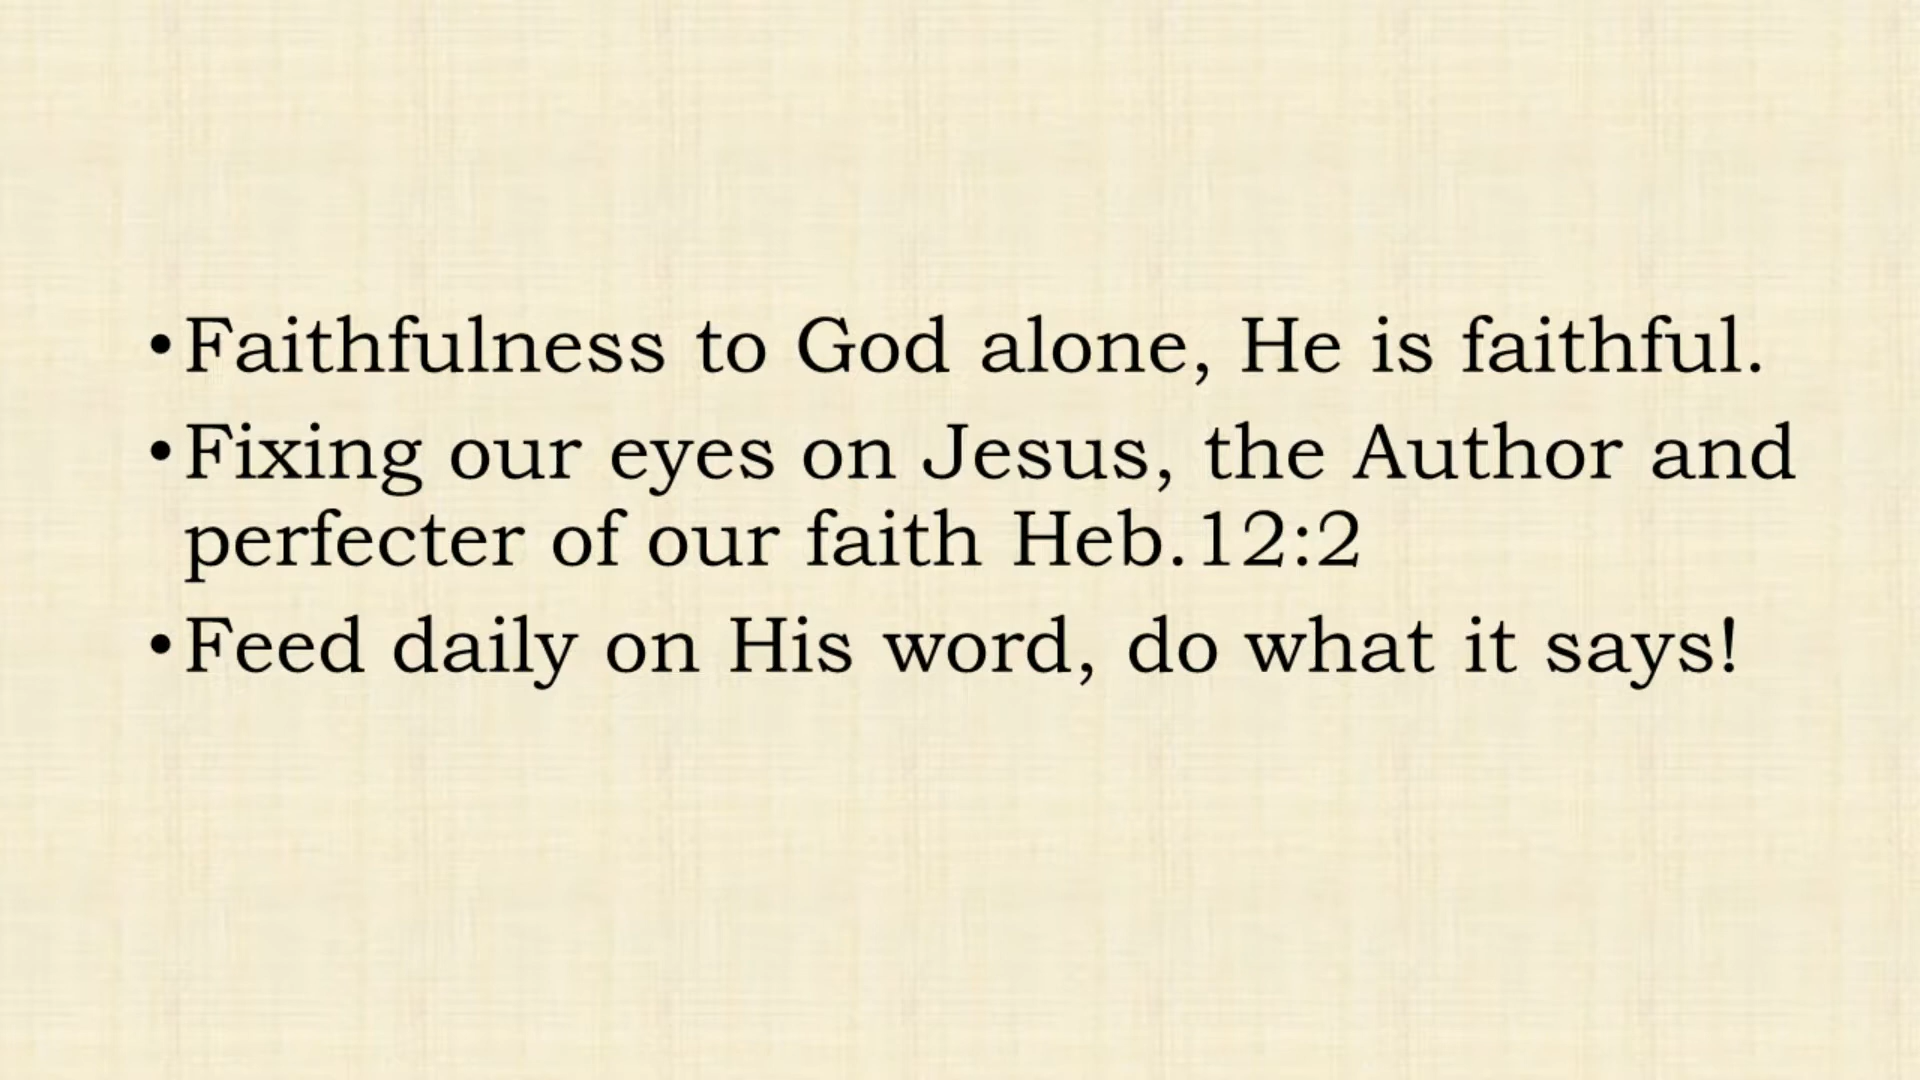 •Faithfulness to God alone, He is faithful.
•Fixing our eyes on Jesus, the Author and
perfecter of our faith Heb.12:2
•Feed daily on His word, do what it says!